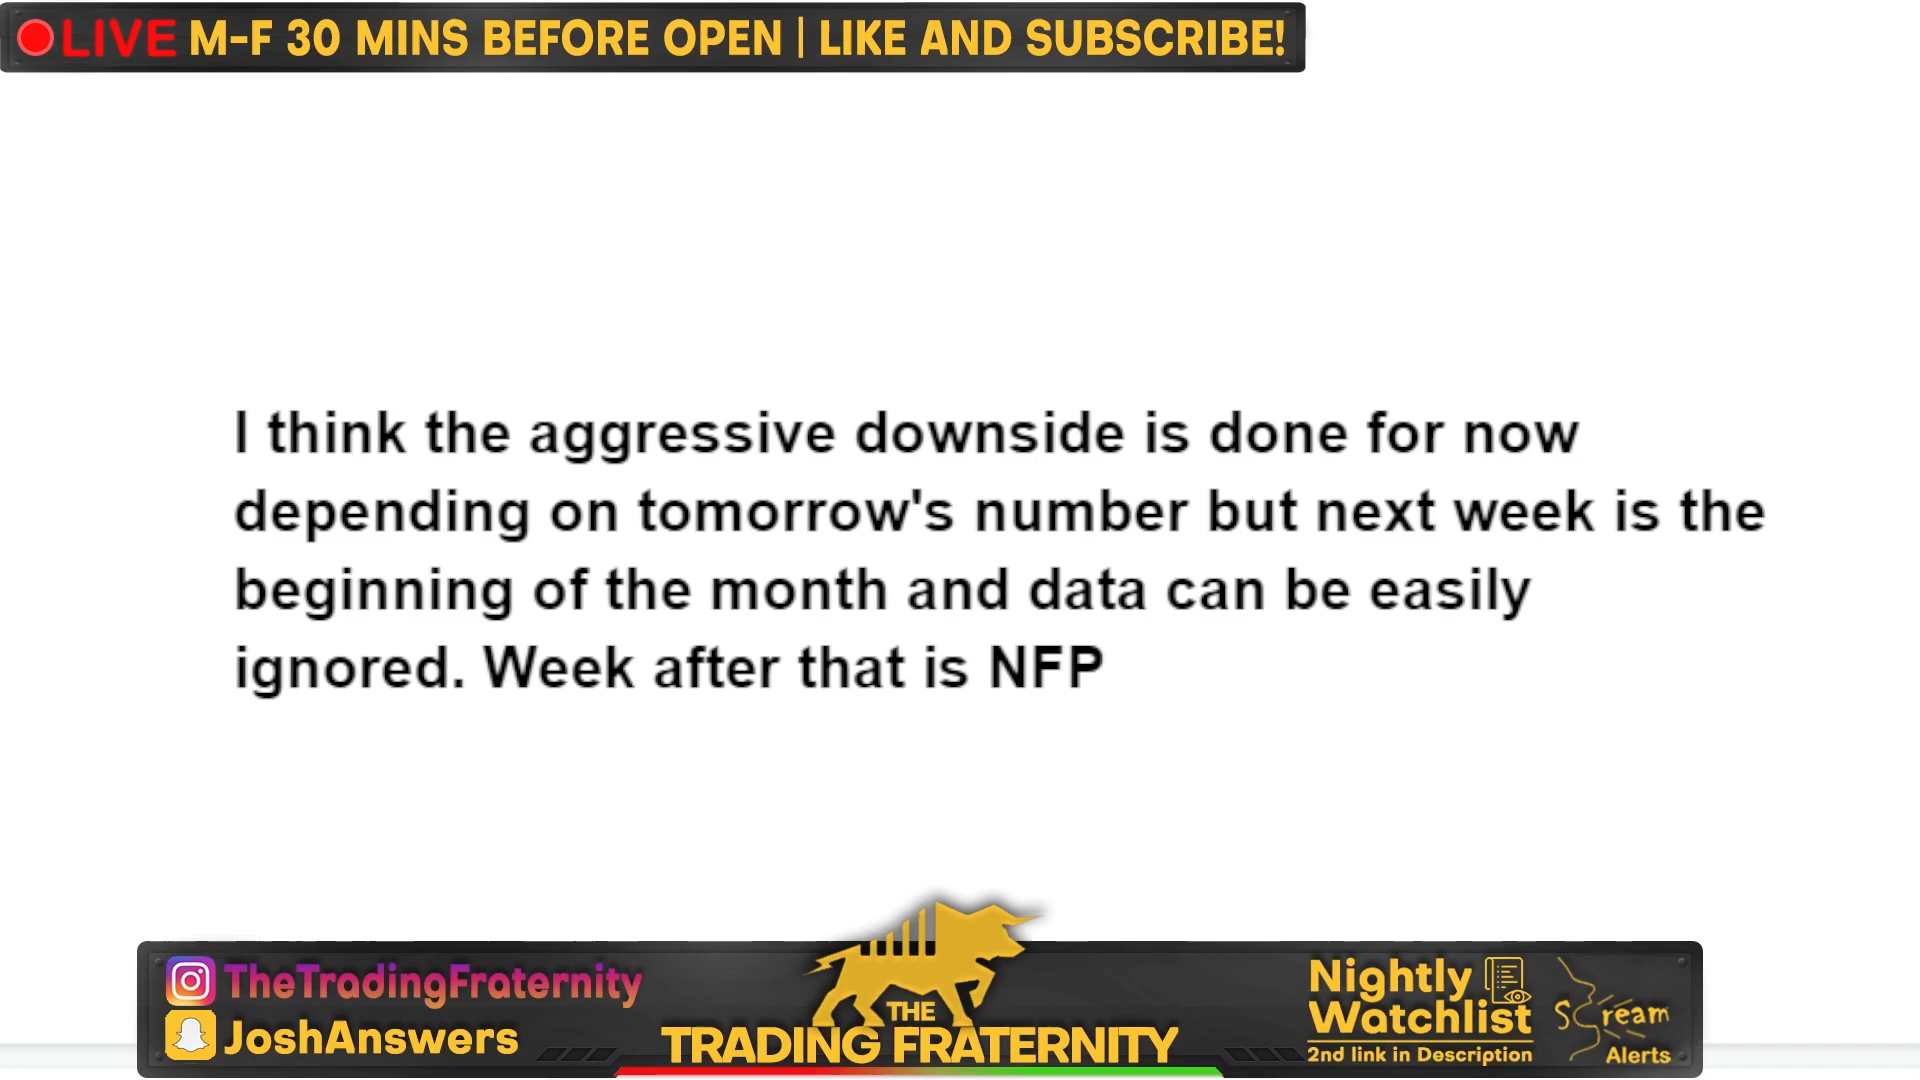 LIVE M-F 30 MINS BEFORE OPEN | LIKE AND SUBSCRIBE!
I think the aggressive downside is done for now
depending on tomorrow's number but next week is the
beginning of the month and data can be easily
ignored. Week after that is NFP
TheTradingFraternity
JoshAnswers
THE
TRADING FRATERNITY
Nightly
Watchlist
2nd link in Description
Scream
Alerts